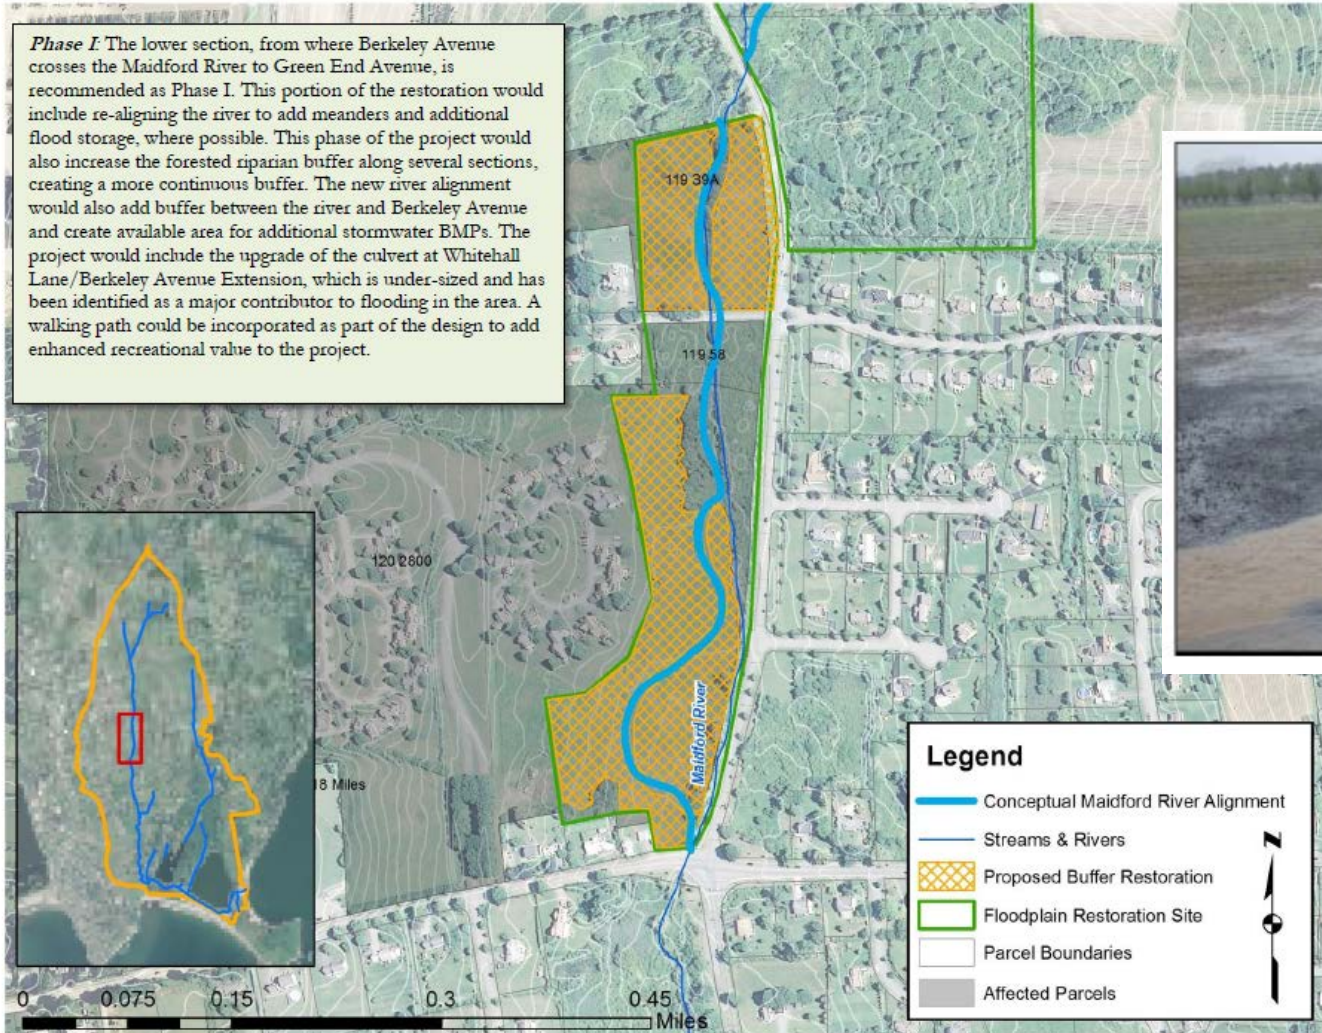 Phase I: The lower section, from where Berkeley Avenue
crosses the Maidford River to Green End Avenue, is
recommended as Phase I. This portion of the restoration would
include re-aligning the river to add meanders and additional
flood storage, where possible. This phase of the project would
also increase the forested riparian buffer along several sections,
creating a more continuous buffer. The new river alignment
would also add buffer between the river and Berkeley Avenue
and create available area for additional stormwater BMPs. The
project would include the upgrade of the culvert at Whitehall
Lane/Berkeley Avenue Extension, which is under-sized and has
been identified as a major contributor to flooding in the area. A
walking path could be incorporated as part of the design to add
enhanced recreational value to the project.
119 39A
119 58
120 2800
Maidford River
18 Miles
Legend
Conceptual Maidford River Alignment
Streams & Rivers
Proposed Buffer Restoration
Floodplain Restoration Site
Parcel Boundaries
Affected Parcels
N
0 0.075 0.15 0.3 0.45
Miles